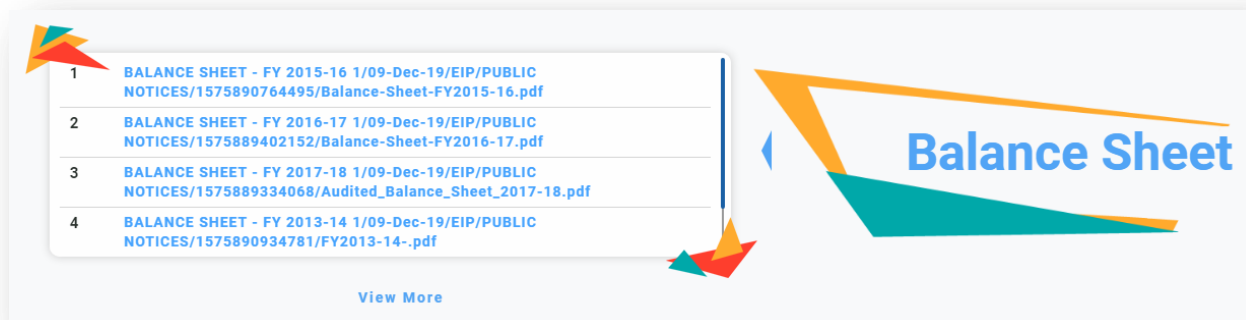 1
BALANCE SHEET - FY 2015-16 1/09-Dec-19/EIP/PUBLIC
NOTICES/1575890764495/Balance-Sheet-FY2015-16.pdf
2
BALANCE SHEET - FY 2016-17 1/09-Dec-19/EIP/PUBLIC
NOTICES/1575889402152/Balance-Sheet-FY2016-17.pdf
3
BALANCE SHEET - FY 2017-18 1/09-Dec-19/EIP/PUBLIC
NOTICES/1575889334068/Audited_Balance_Sheet_2017-18.pdf
4
BALANCE SHEET - FY 2013-14 1/09-Dec-19/EIP/PUBLIC
NOTICES/1575890934781/FY2013-14-.pdf
View More
Balance Sheet